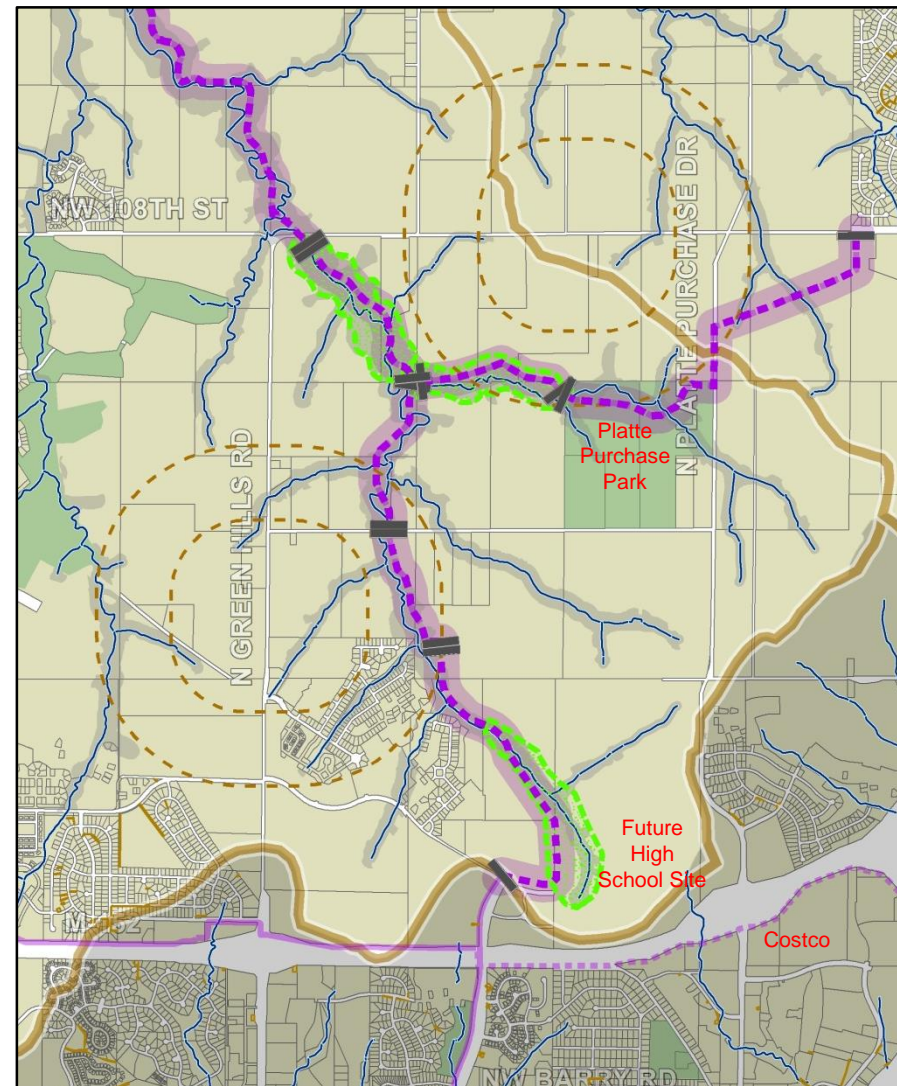 NW 108TH ST
N PLATTE PURCHASE DR
Platte
Purchase
Park
N GREEN HILLS RD
Future
High
School Site
Costco
NW BARRY RD